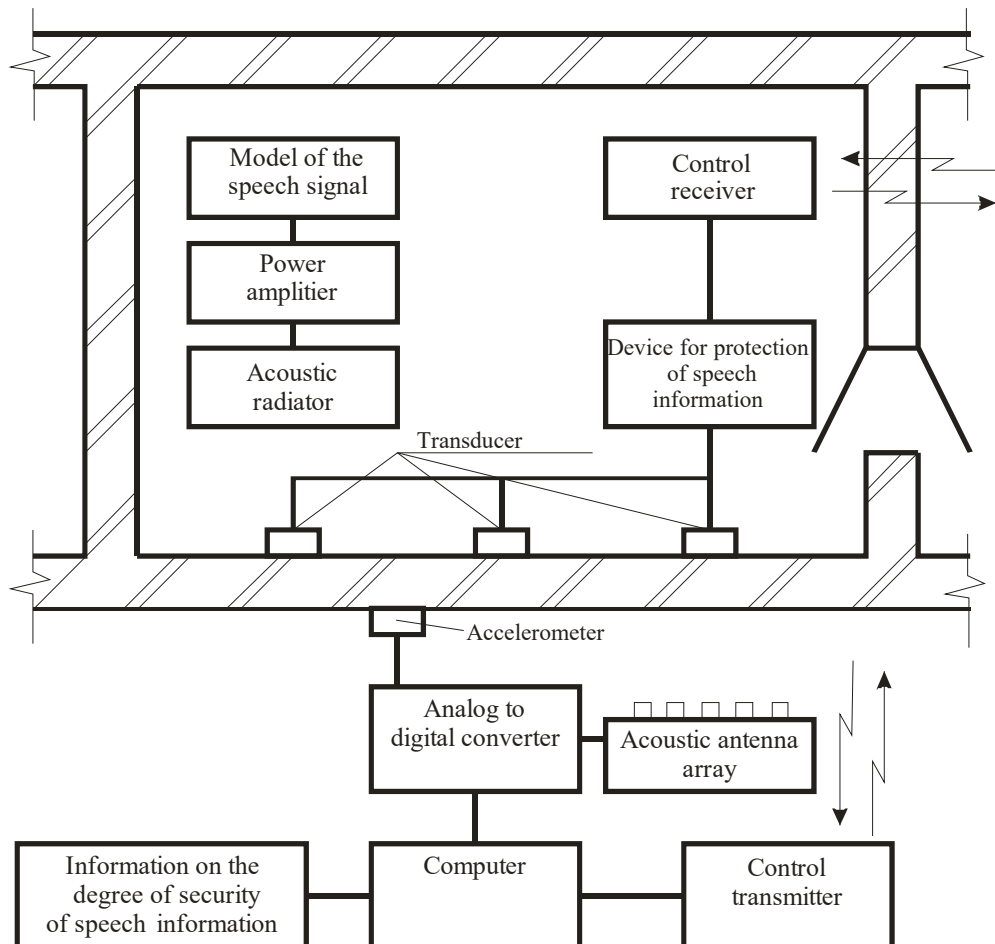 Model of the
speech signal
Control
receiver
Power
amplitier
Device for protection
of speech
information
Acoustic
radiator
Transducer
Accelerometer
Analog to
digital converter
Acoustic antenna
array
Information on the
degree of security
of speech information
Computer
Control
transmitter